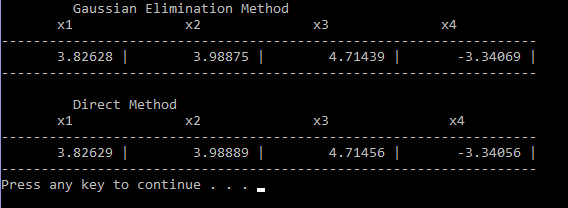 Gaussian Elimination Method
x1 x2 x3 x4
--------------------------------------------------------------------
3.82628 | 3.98875 | 4.71439 | -3.34069 |
--------------------------------------------------------------------
Direct Method
x1 x2 x3 x4
--------------------------------------------------------------------
3.82629 | 3.98889 | 4.71456 | -3.34056 |
--------------------------------------------------------------------
Press any key to continue . . .